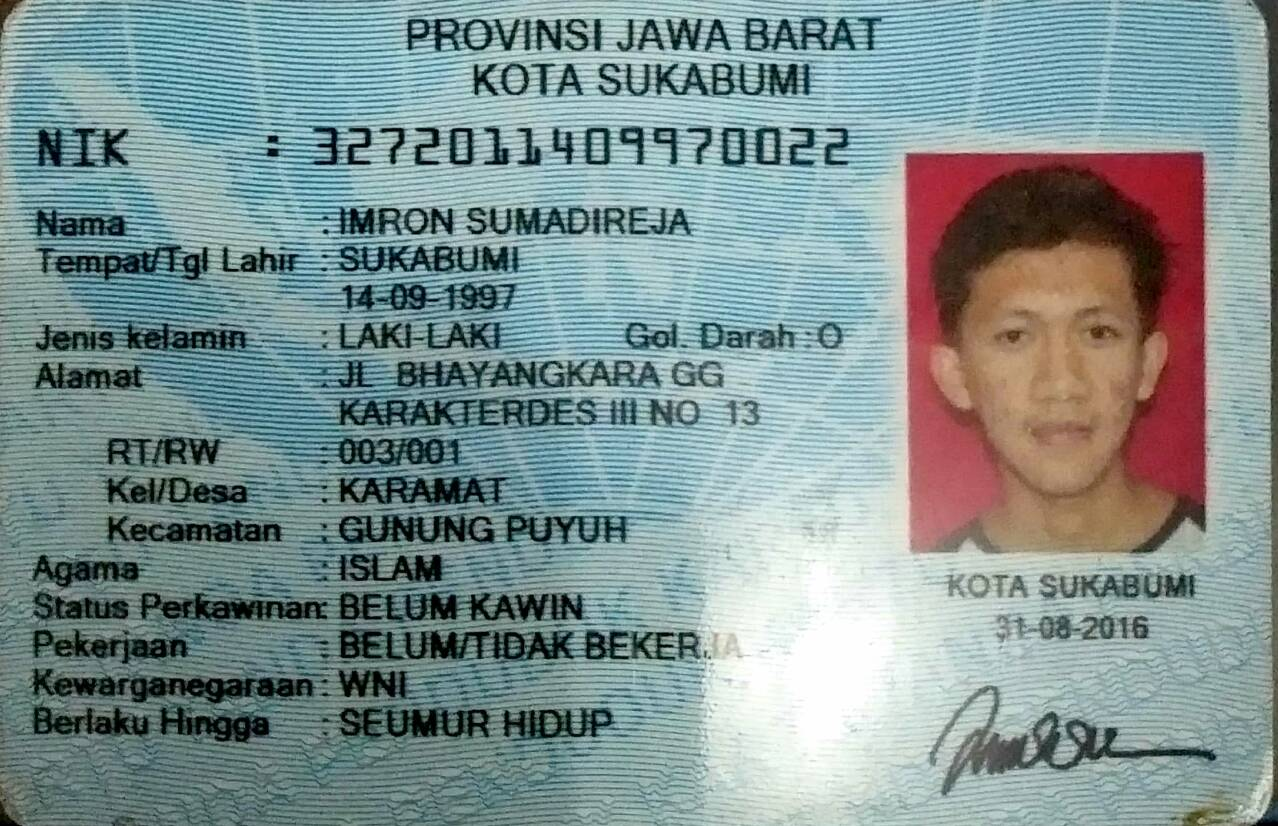 PROVINSI JAWA BARAT
KOTA SUKABUMI
NIK : 3272011409970022
Nama : IMRON SUMADIREJA
Tempat/Tgl Lahir : SUKABUMI
14-09-1997
Jenis kelamin : LAKI-LAKI Gol. Darah : O
Alamat : JL BHAYANGKARA GG
KARAKTERDES III NO 13
RT/RW : 003/001
Kel/Desa : KARAMAT
Kecamatan : GUNUNG PUYUH
Agama : ISLAM
Status Perkawinan: BELUM KAWIN
Pekerjaan : BELUM/TIDAK BEKERJA
Kewarganegaraan : WNI
Berlaku Hingga : SEUMUR HIDUP
KOTA SUKABUMI
31-08-2016